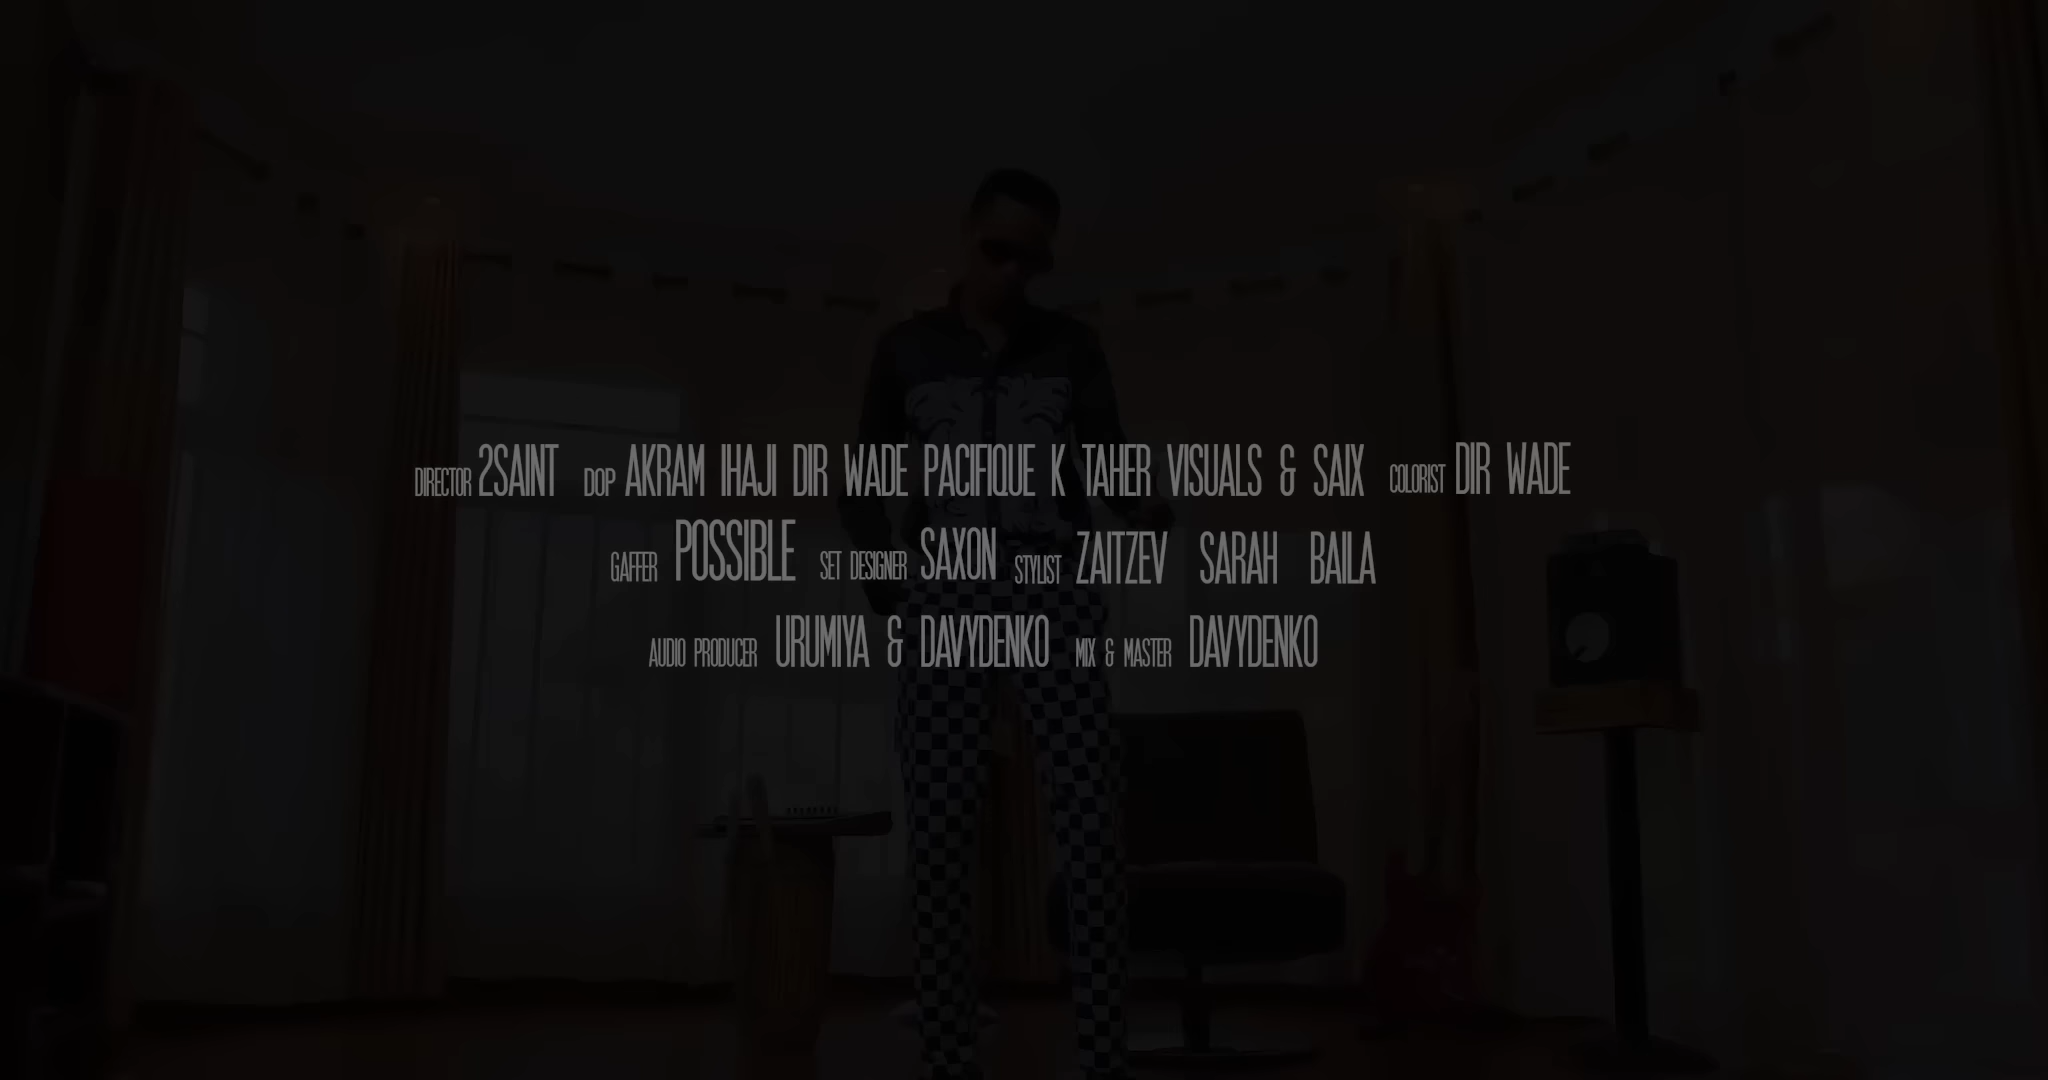 DIRECTOR 2SAINT DOP AKRAM IHAJI DIR WADE PACIFIQUE K TAHER VISUALS & SAIX COLORIST DIR WADE
GAFFER POSSIBLE SET DESIGNER SAXON STYLIST ZAITZEV SARAH BAILA
AUDIO PRODUCER URUMIYA & DAVYDENKO MIX & MASTER DAVYDENKO